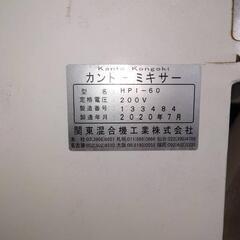 Kanto Kongoki
カントーミキサー
型 名: HPI-60
定格電圧: 200V
製造番号: 133484
製造年月: 2020年7月
関東混合機工業株式会社